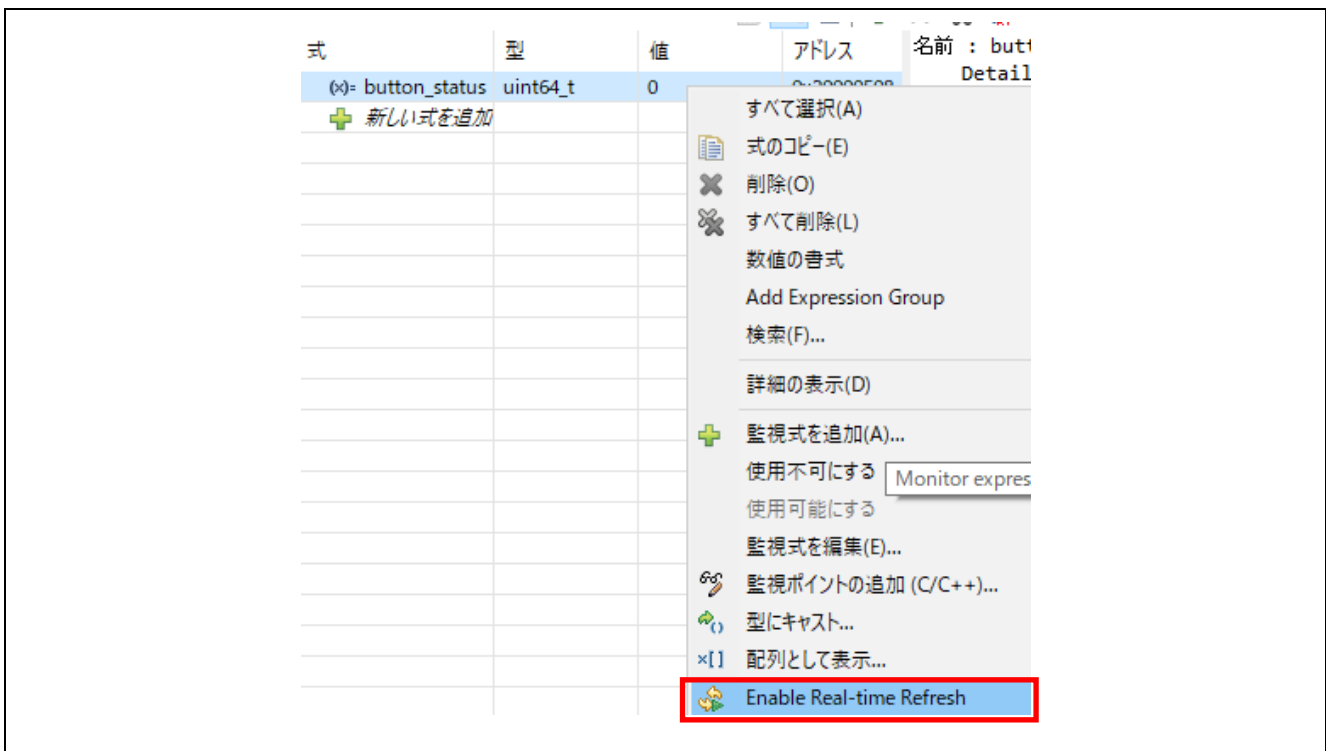 式 型 値 アドレス 名前 : but
Detail
(x)= button_status uint64_t 0
新しい式を追加
すべて選択(A)
式のコピー(E)
削除(O)
すべて削除(L)
数値の書式
Add Expression Group
検索(F)...
詳細の表示(D)
監視式を追加(A)...
使用不可にする Monitor expres
使用可能にする
監視式を編集(E)...
監視ポイントの追加 (C/C++)...
型にキャスト...
×[] 配列として表示...
Enable Real-time Refresh